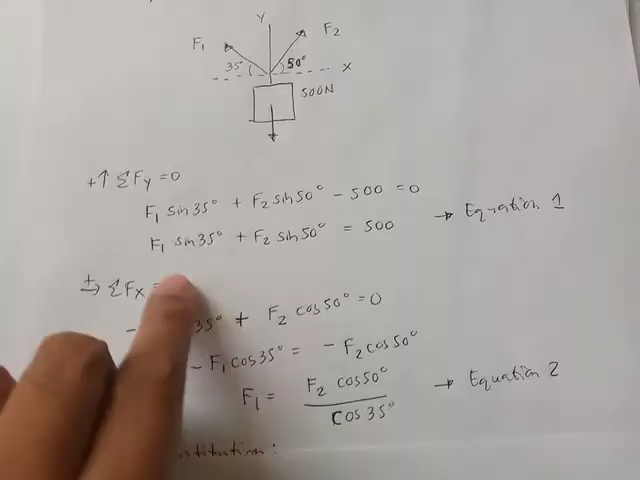 Y
F₁ F₂
35° 50° X
500N
+↑ ΣFy = 0
F₁ sin35° + F₂ sin50° - 500 = 0
F₁ sin35° + F₂ sin50° = 500 → Equation 1
+→ ΣFx =
- 35° + F₂ cos50° = 0
- F₁ cos35° = - F₂ cos50°
F₁ = F₂ cos50° / cos35° → Equation 2